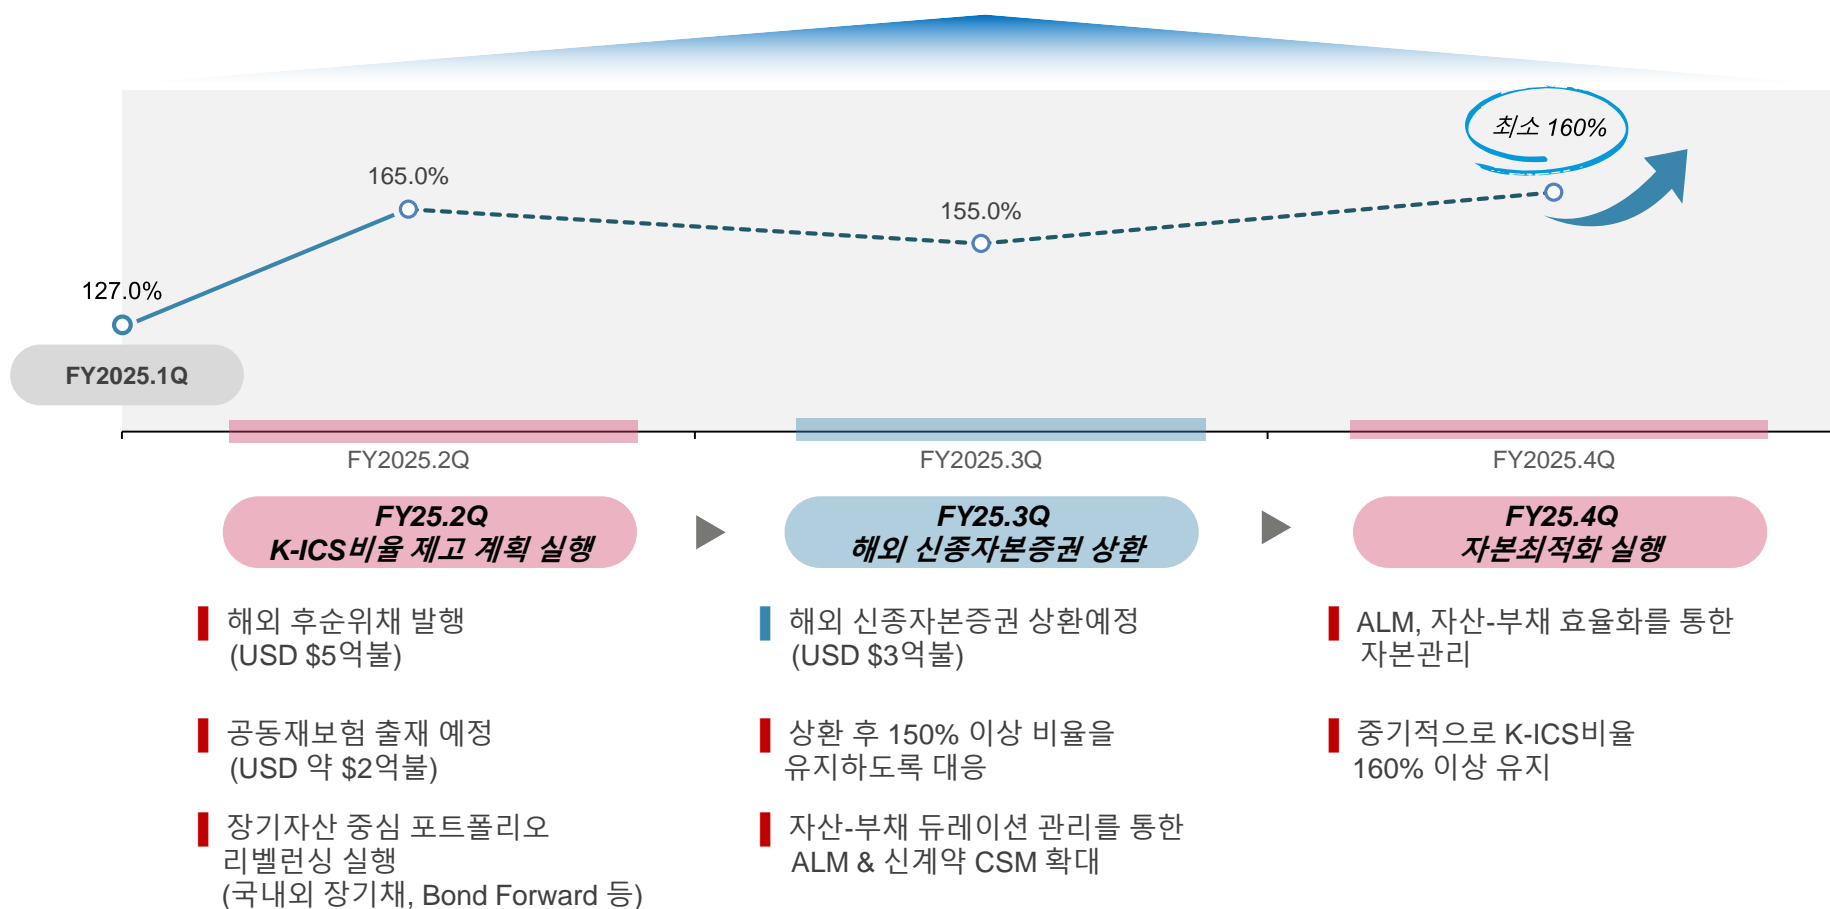 최소 160%
165.0%
155.0%
127.0%
FY2025.1Q
FY2025.2Q
FY2025.3Q
FY2025.4Q
FY25.2Q
K-ICS비율 제고 계획 실행
해외 후순위채 발행
(USD $5억불)
공동재보험 출재 예정
(USD 약 $2억불)
장기자산 중심 포트폴리오
리벨런싱 실행
(국내외 장기채, Bond Forward 등)
FY25.3Q
해외 신종자본증권 상환
해외 신종자본증권 상환예정
(USD $3억불)
상환 후 150% 이상 비율을
유지하도록 대응
자산-부채 듀레이션 관리를 통한
ALM & 신계약 CSM 확대
FY25.4Q
자본최적화 실행
ALM, 자산-부채 효율화를 통한
자본관리
중기적으로 K-ICS비율
160% 이상 유지